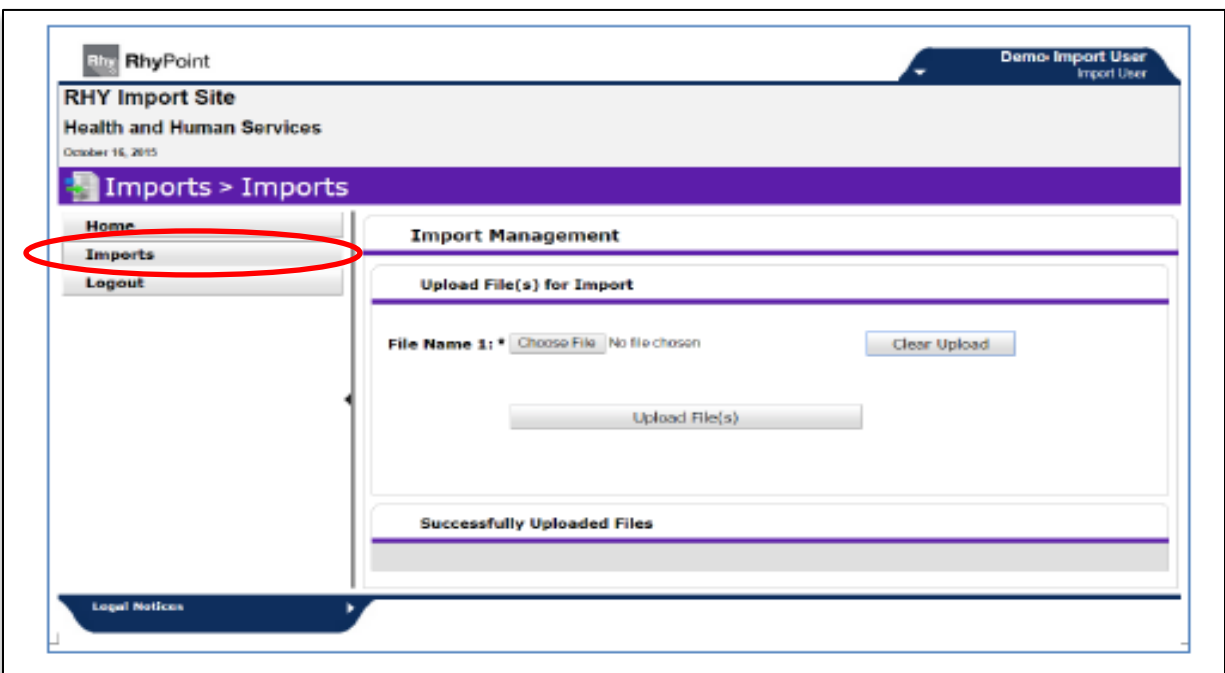 Rhy RhyPoint
Demo- Import User
Import User
RHY Import Site
Health and Human Services
October 16, 2015
Imports > Imports
Home
Imports
Logout
Import Management
Upload File(s) for Import
File Name 1: * Choose File No file chosen Clear Upload
Upload File(s)
Successfully Uploaded Files
Legal Notices